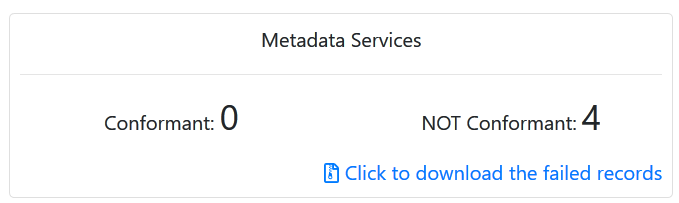 Metadata Services
Conformant: 0
NOT Conformant: 4
Click to download the failed records